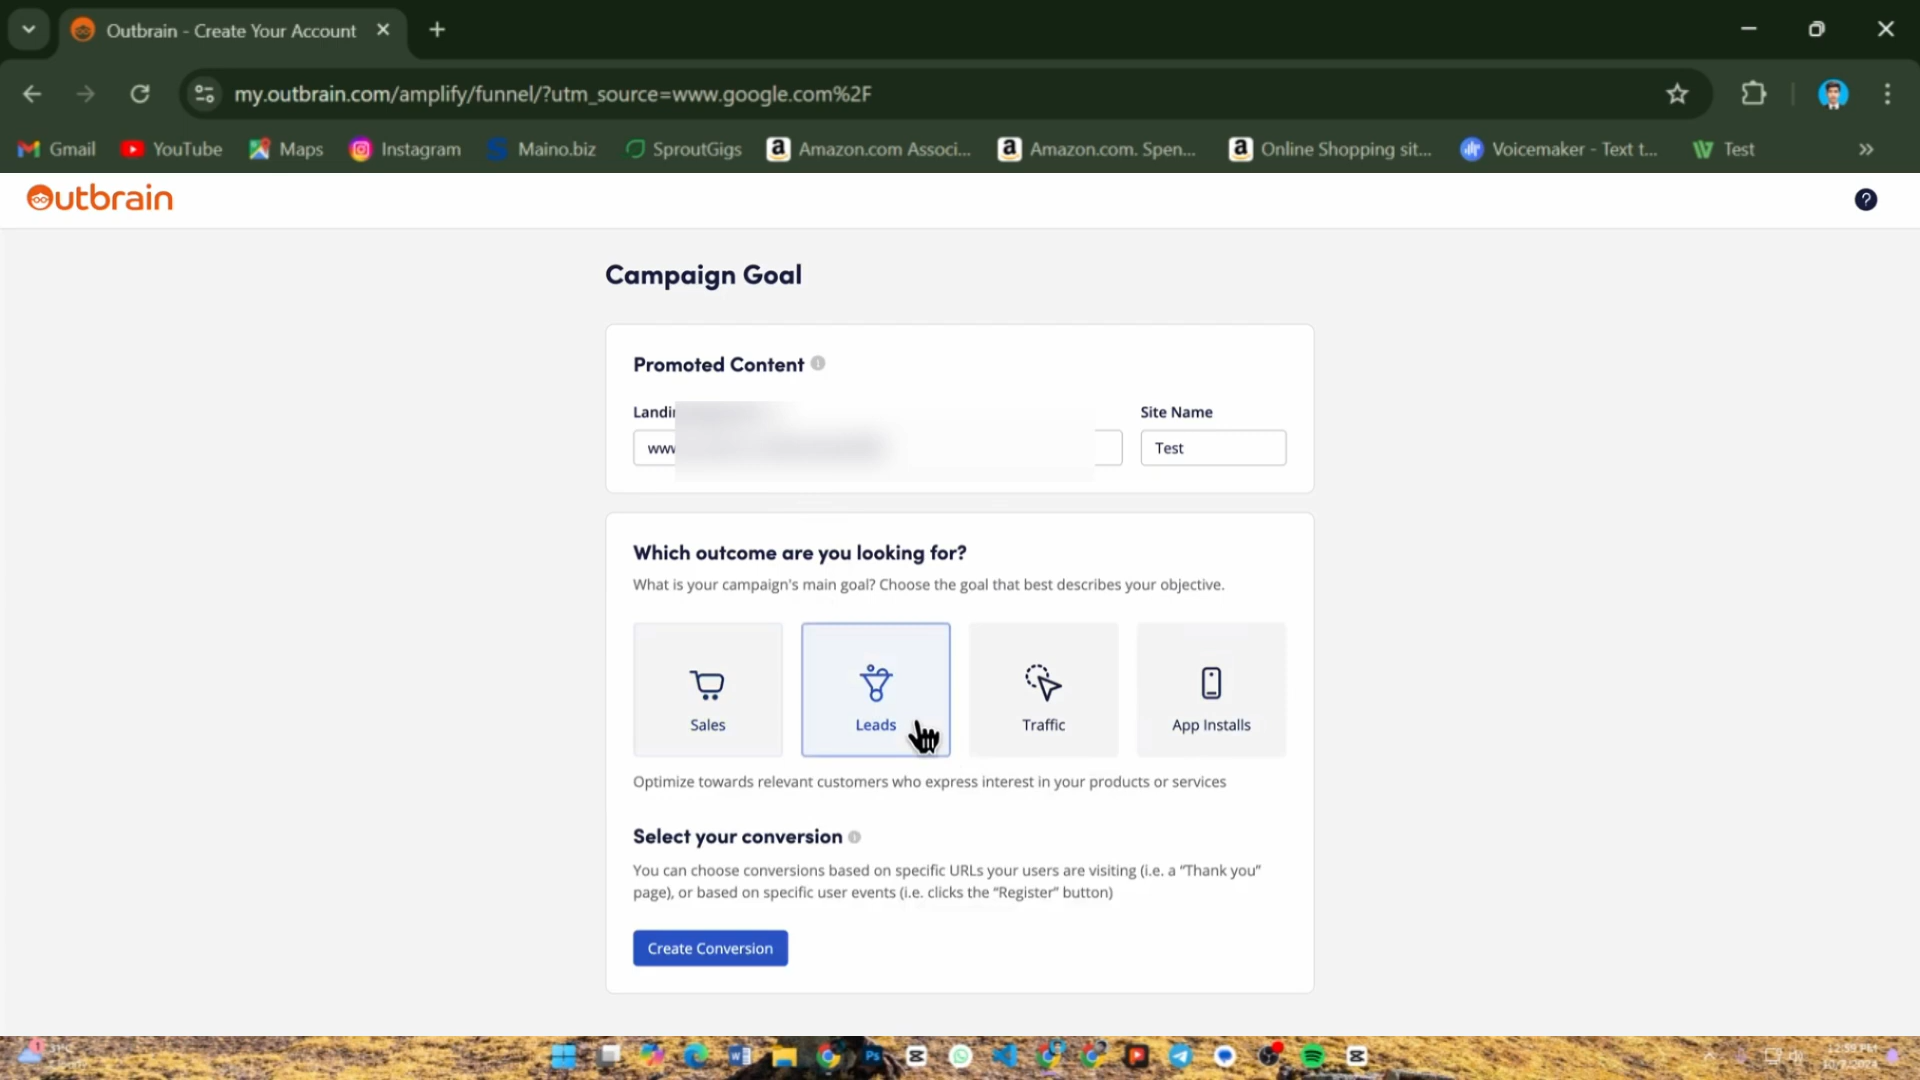 Outbrain - Create Your Account
my.outbrain.com/amplify/funnel/?utm_source=www.google.com%2F
Gmail YouTube Maps Instagram Maino.biz SproutGigs Amazon.com Associ... Amazon.com. Spen... Online Shopping sit... Voicemaker - Text t... Test
Outbrain
Campaign Goal
Promoted Content
Site Name
www
Test
Which outcome are you looking for?
What is your campaign's main goal? Choose the goal that best describes your objective.
Sales Leads Traffic App Installs
Optimize towards relevant customers who express interest in your products or services
Select your conversion
You can choose conversions based on specific URLs your users are visiting (i.e. a “Thank you”
page), or based on specific user events (i.e. clicks the “Register” button)
Create Conversion